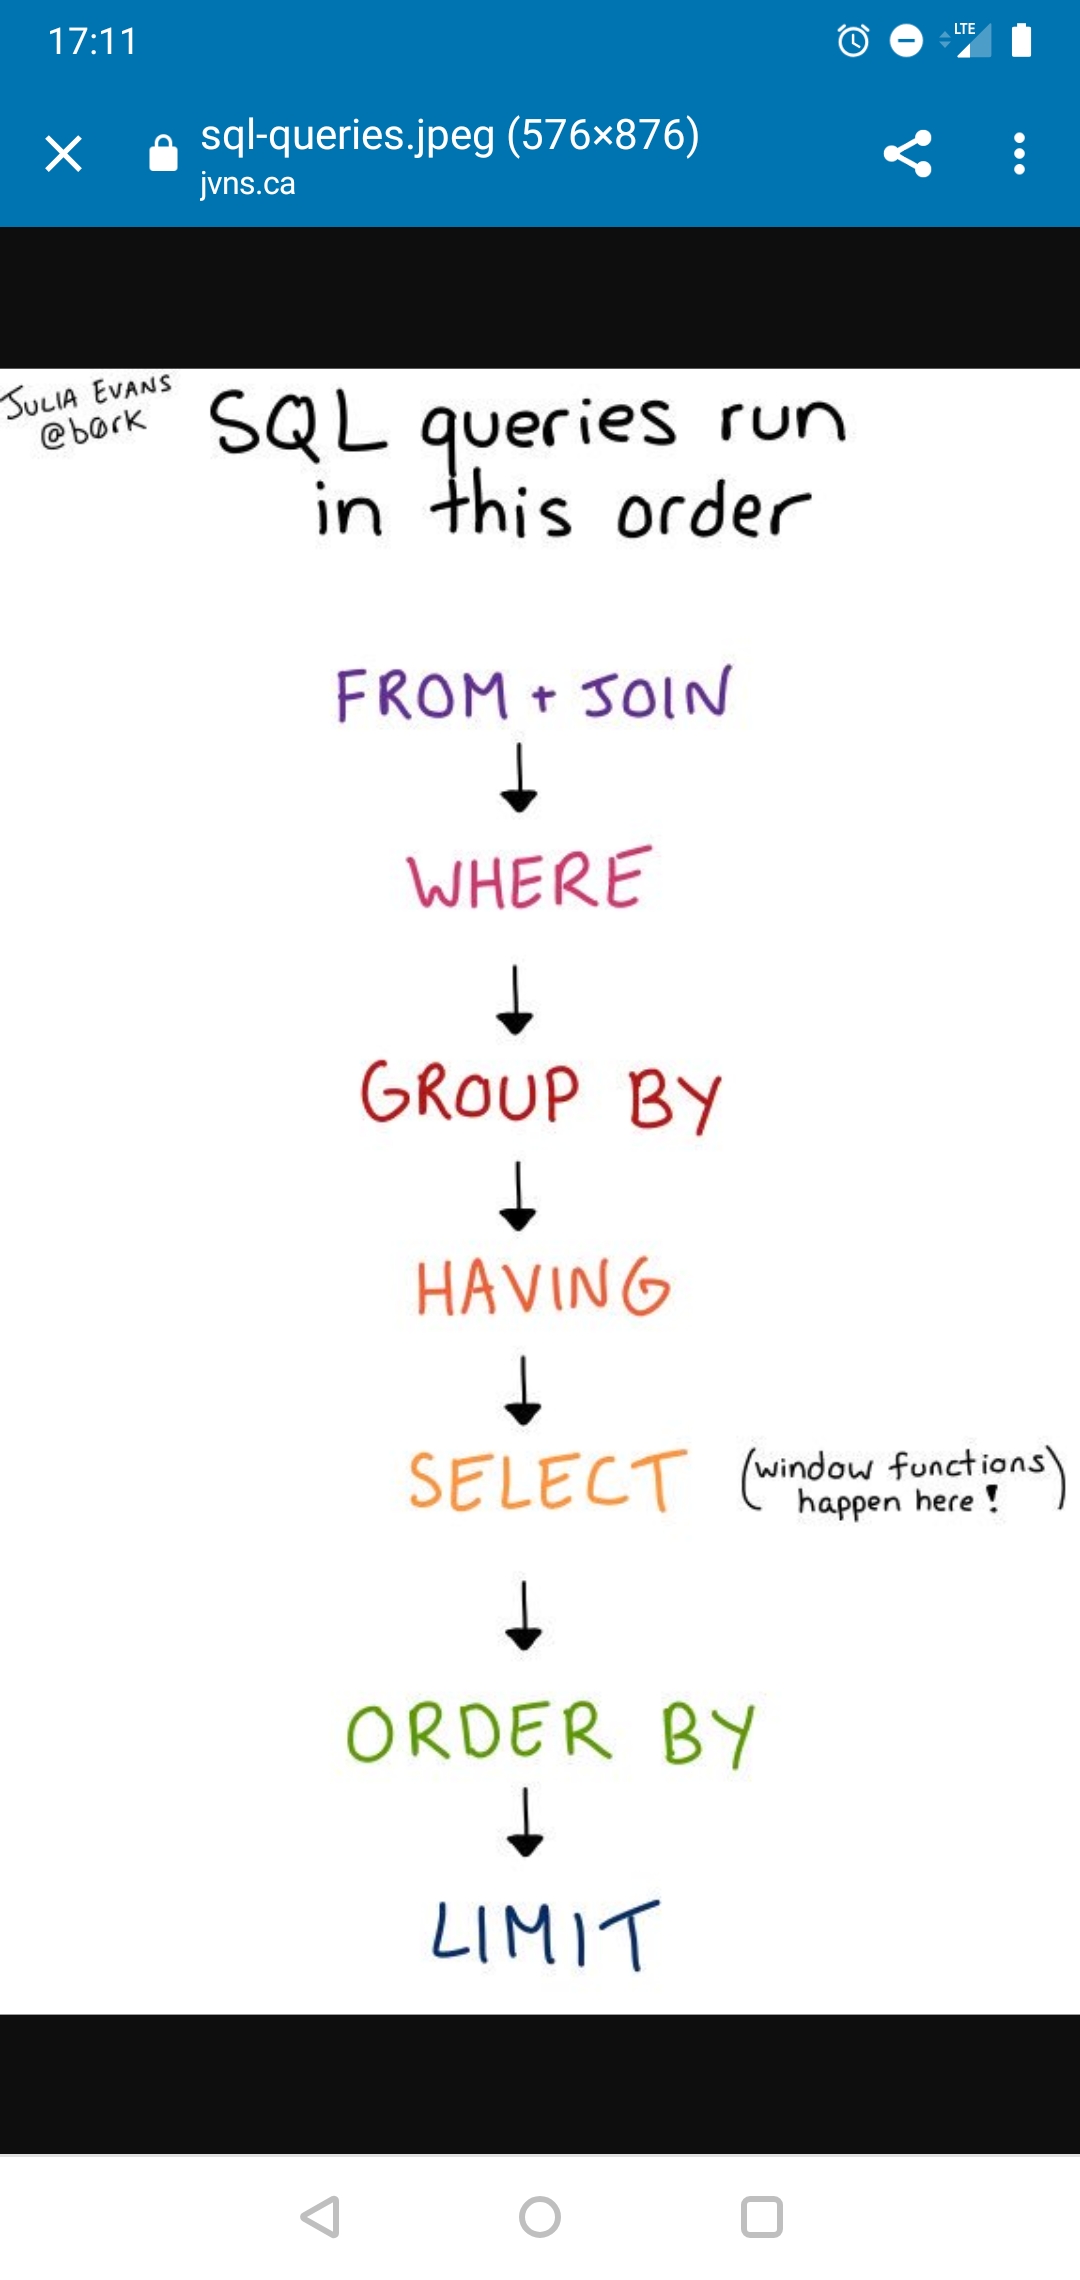 17:11
LTE
sql-queries.jpeg (576×876)
jvns.ca
JULIA EVANS
@børk
SQL queries run
in this order
FROM + JOIN
WHERE
GROUP BY
HAVING
SELECT (window functions
happen here!)
ORDER BY
LIMIT